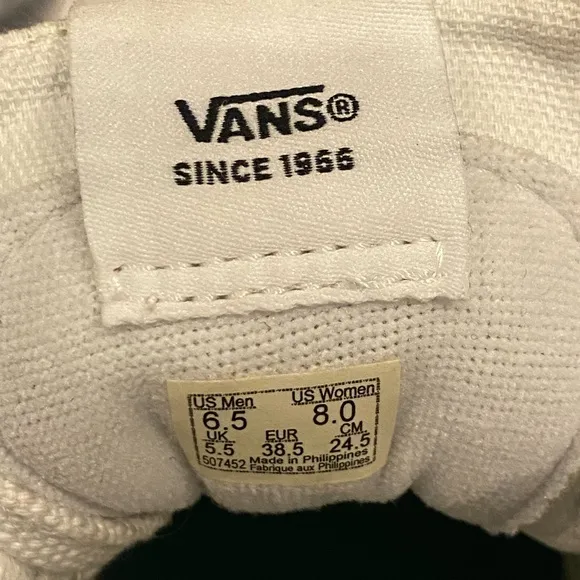 VANS®
SINCE 1966
US Men US Women
6.5 8.0
UK EUR CM
5.5 38.5 24.5
507452 Made in Philippines
Fabrique aux Philippines